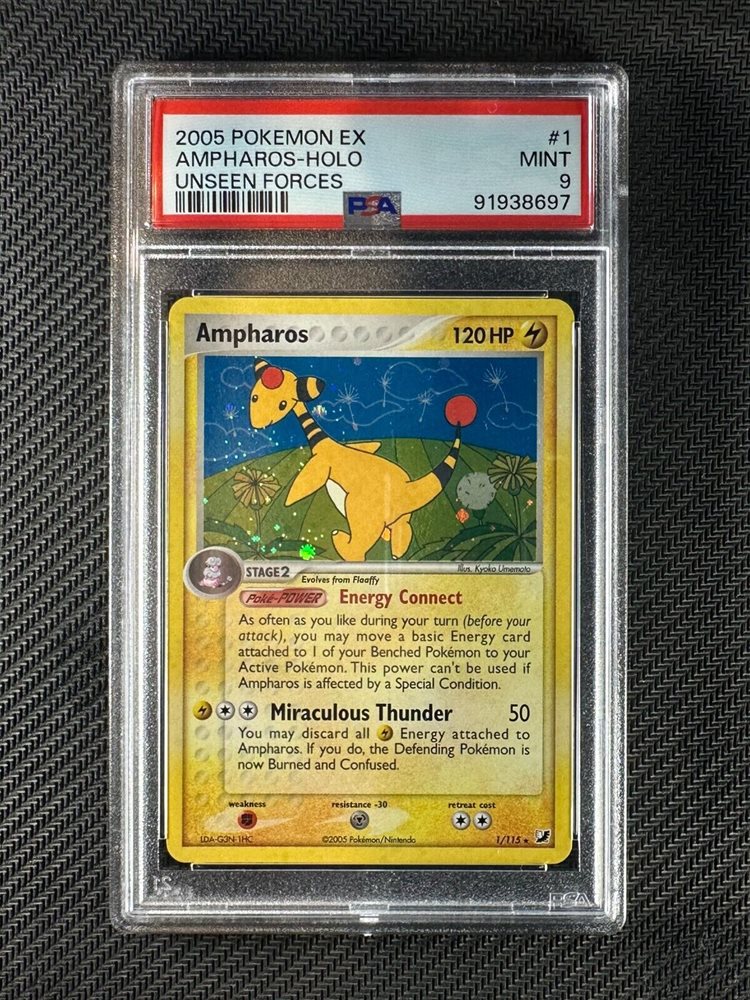 2005 POKEMON EX #1
AMPHAROS-HOLO MINT
UNSEEN FORCES 9
PSA 91938697
Ampharos 120 HP
Illus. Kyoko Umemoto
STAGE 2
Evolves from Flaaffy
Poké-POWER Energy Connect
As often as you like during your turn (before your
attack), you may move a basic Energy card
attached to 1 of your Benched Pokémon to your
Active Pokémon. This power can't be used if
Ampharos is affected by a Special Condition.
Miraculous Thunder 50
You may discard all Energy attached to
Ampharos. If you do, the Defending Pokémon is
now Burned and Confused.
weakness resistance -30 retreat cost
LDA-G3N-1HC ©2005 Pokémon/Nintendo 1/115
PSA